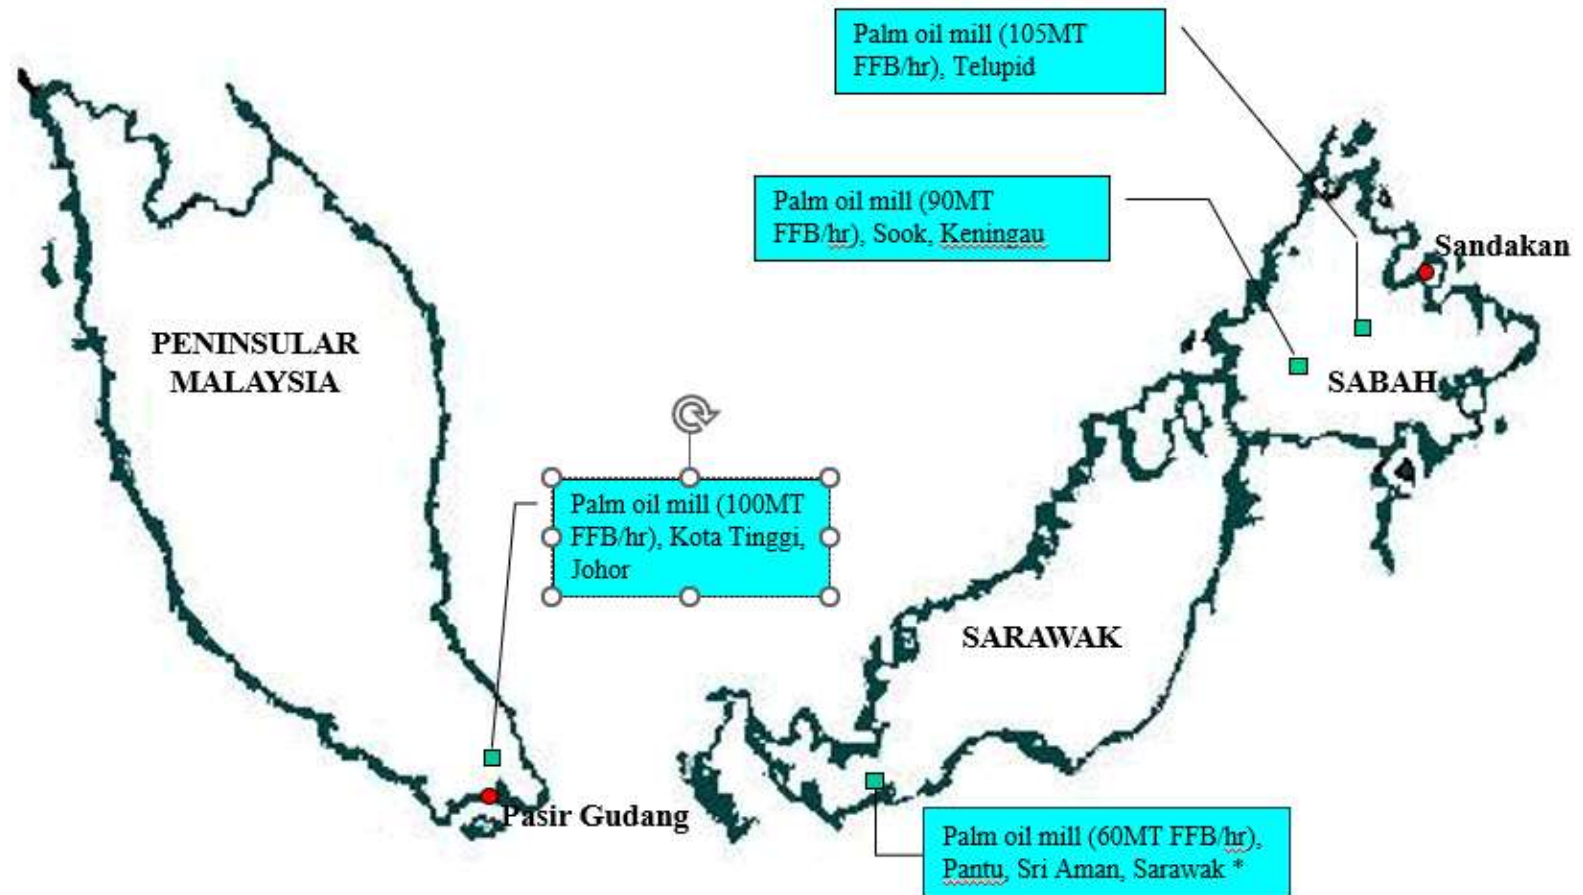 Palm oil mill (105MT
FFB/hr), Telupid
Palm oil mill (90MT
FFB/hr), Sook, Keningau
Sandakan
PENINSULAR
MALAYSIA
SABAH
Palm oil mill (100MT
FFB/hr), Kota Tinggi,
Johor
SARAWAK
Pasir Gudang
Palm oil mill (60MT FFB/hr),
Pantu, Sri Aman, Sarawak *